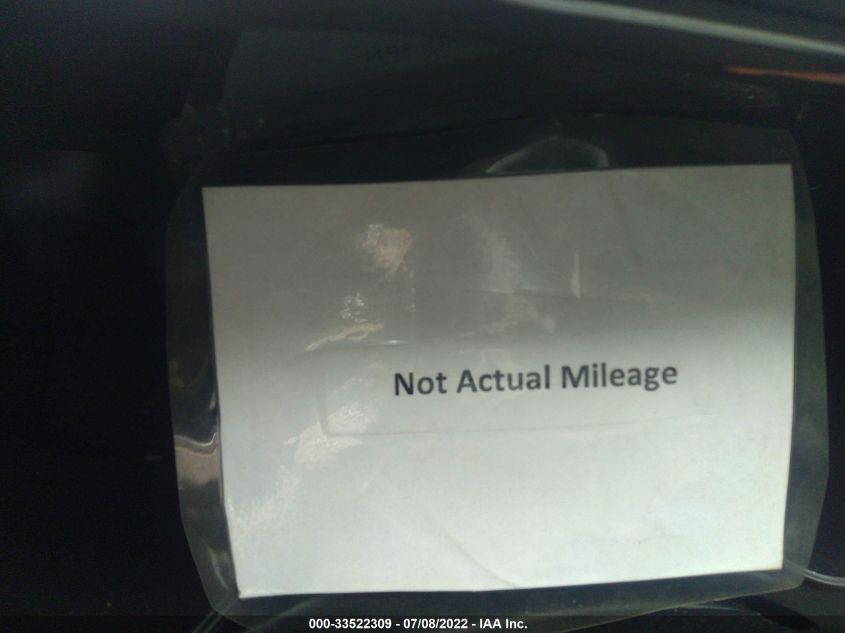 Not Actual Mileage
000-33522309 - 07/08/2022 - IAA Inc.